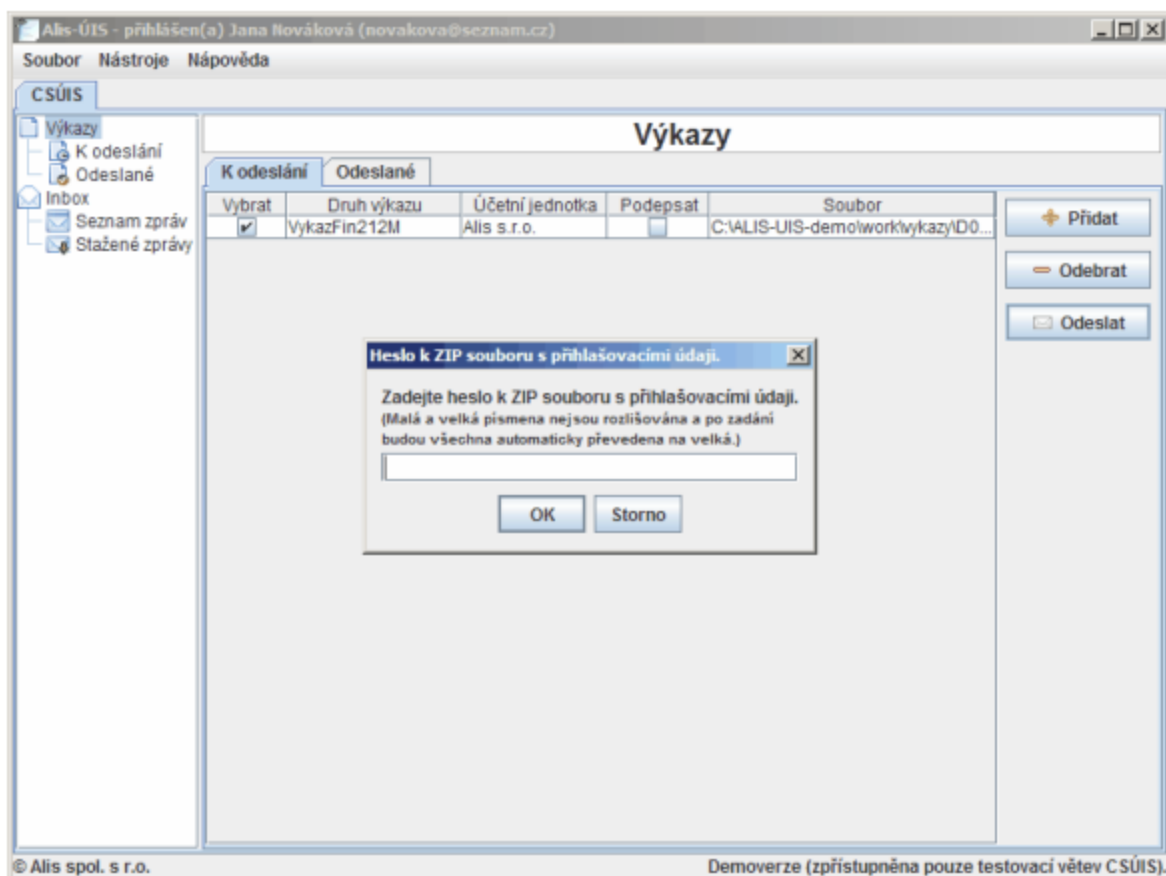 Alis-ÚIS - přihlášen(a) Jana Nováková (novakova@seznam.cz)
Soubor Nástroje Nápověda
CSÚIS
Výkazy
K odeslání
Odeslané
Inbox
Seznam zpráv
Stažené zprávy
Výkazy
K odeslání Odeslané
Vybrat Druh výkazu Účetní jednotka Podepsat Soubor
VykazFin212M Alis s.r.o. C:\ALIS-UIS-demo\work\vykazy\D0...
Přidat
Odebrat
Odeslat
Heslo k ZIP souboru s přihlašovacími údaji.
Zadejte heslo k ZIP souboru s přihlašovacími údaji.
(Malá a velká písmena nejsou rozlišována a po zadání
budou všechna automaticky převedena na velká.)
OK Storno
© Alis spol. s r.o. Demoverze (zpřístupněna pouze testovací větev CSÚIS).